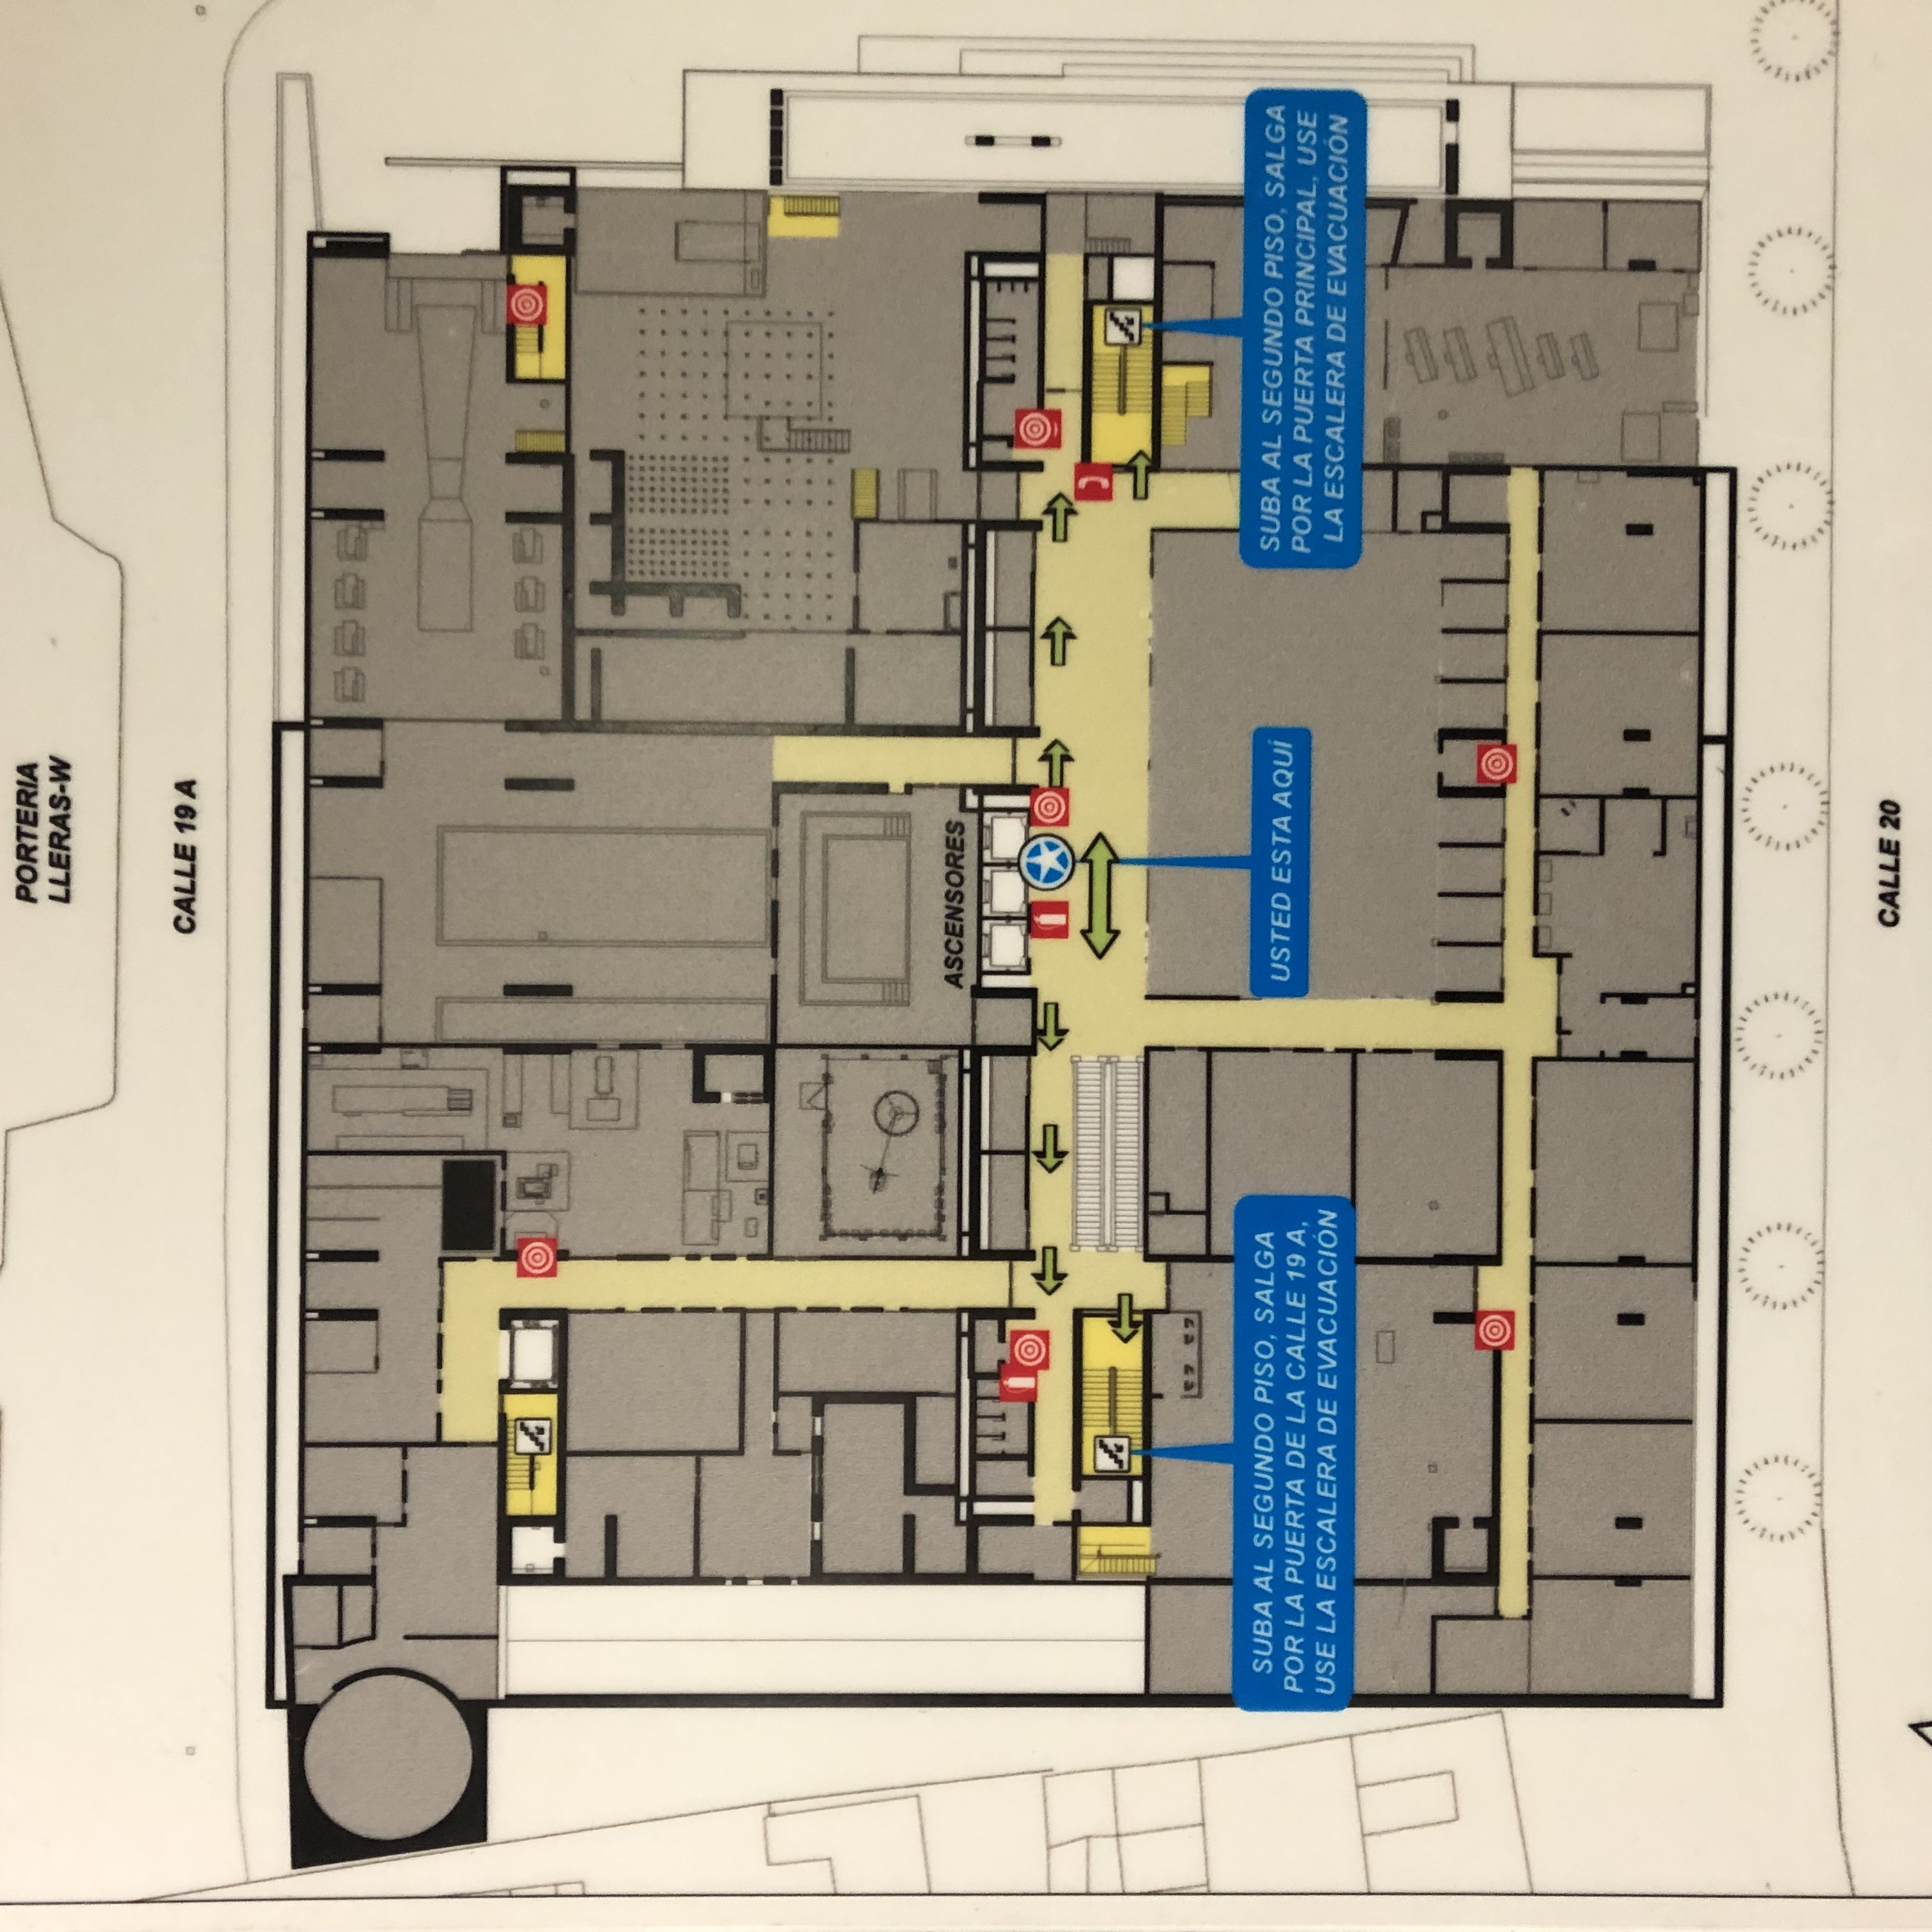 PORTERIA
LLERAS-W
CALLE 19 A
ASCENSORES
SUBA AL SEGUNDO PISO, SALGA
POR LA PUERTA DE LA CALLE 19 A,
USE LA ESCALERA DE EVACUACIÓN
USTED ESTA AQUÍ
SUBA AL SEGUNDO PISO, SALGA
POR LA PUERTA PRINCIPAL, USE
LA ESCALERA DE EVACUACIÓN
CALLE 20